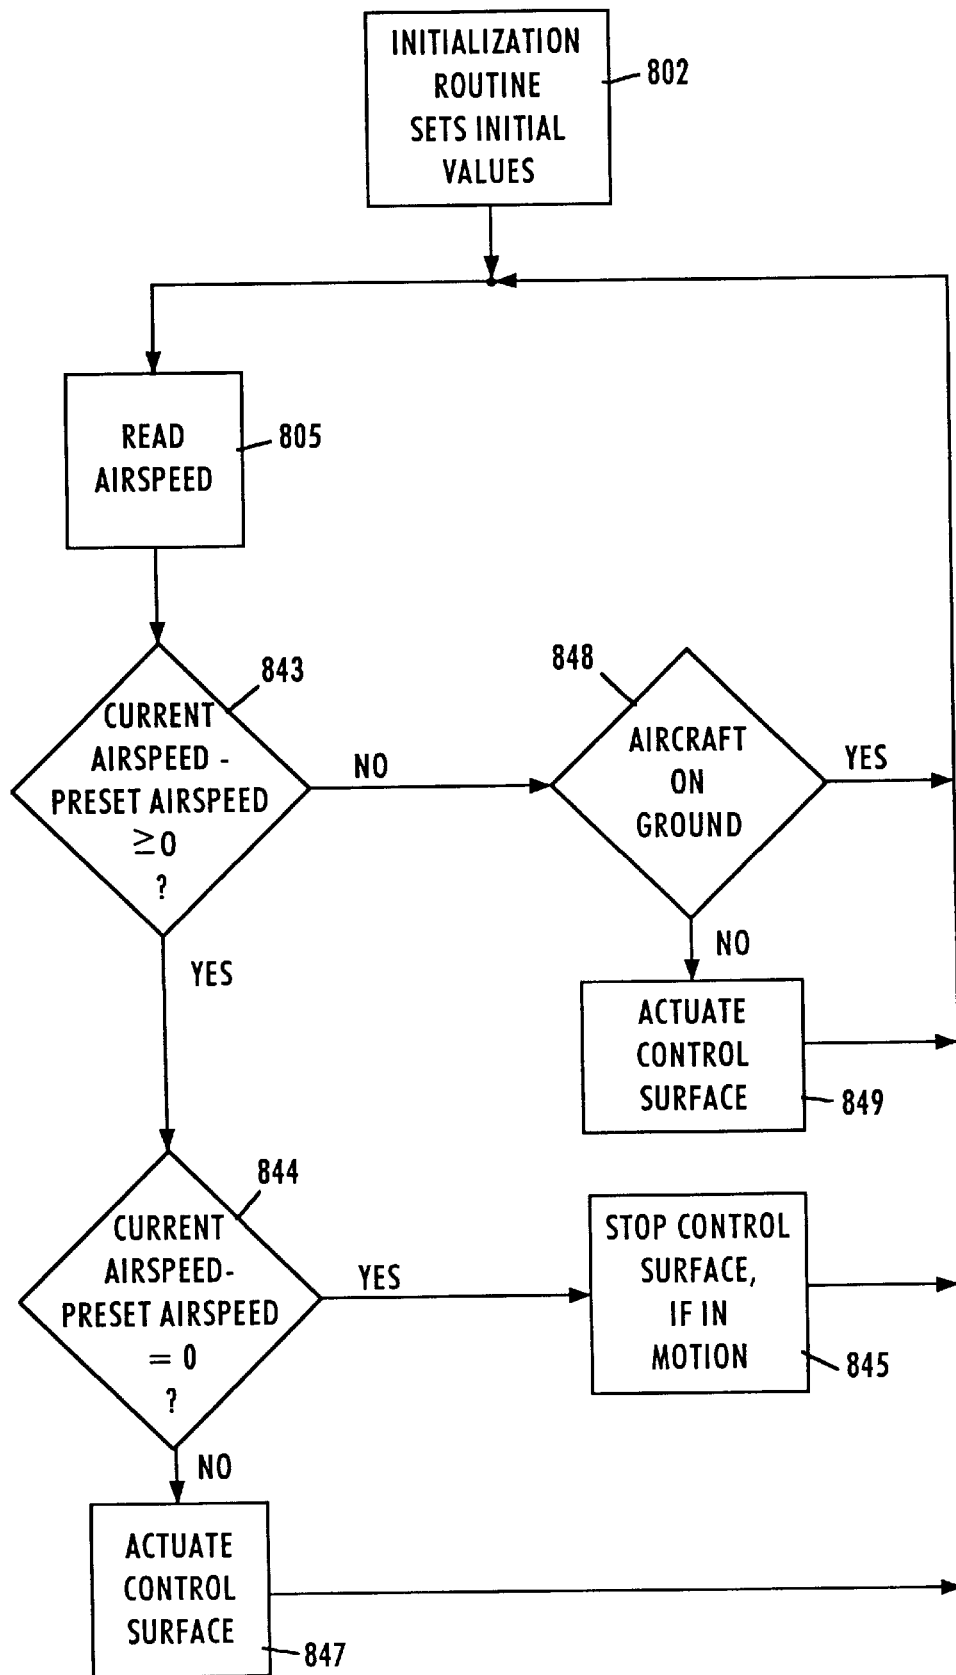 INITIALIZATION
ROUTINE
SETS INITIAL
VALUES
802
READ
AIRSPEED
805
843
CURRENT
AIRSPEED -
PRESET AIRSPEED
≥0
?
NO
848
AIRCRAFT
ON
GROUND
YES
YES
NO
ACTUATE
CONTROL
SURFACE
849
844
CURRENT
AIRSPEED-
PRESET AIRSPEED
= 0
?
YES
STOP CONTROL
SURFACE,
IF IN
MOTION
845
NO
ACTUATE
CONTROL
SURFACE
847